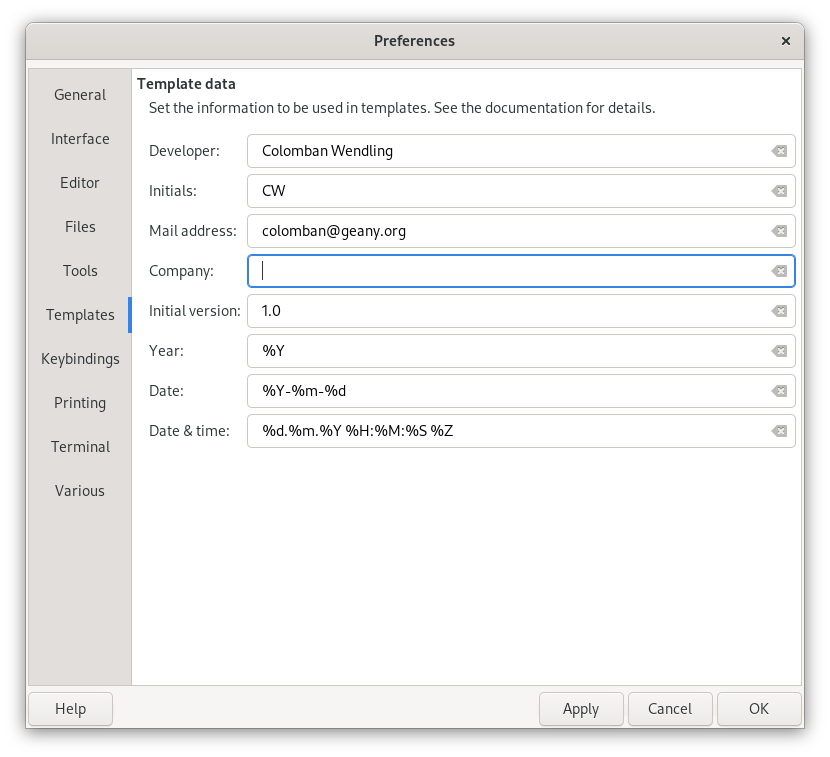 Preferences
General
Interface
Editor
Files
Tools
Templates
Keybindings
Printing
Terminal
Various
Template data
Set the information to be used in templates. See the documentation for details.
Developer: Colomban Wendling
Initials: CW
Mail address: colomban@geany.org
Company:
Initial version: 1.0
Year: %Y
Date: %Y-%m-%d
Date & time: %d.%m.%Y %H:%M:%S %Z
Help Apply Cancel OK